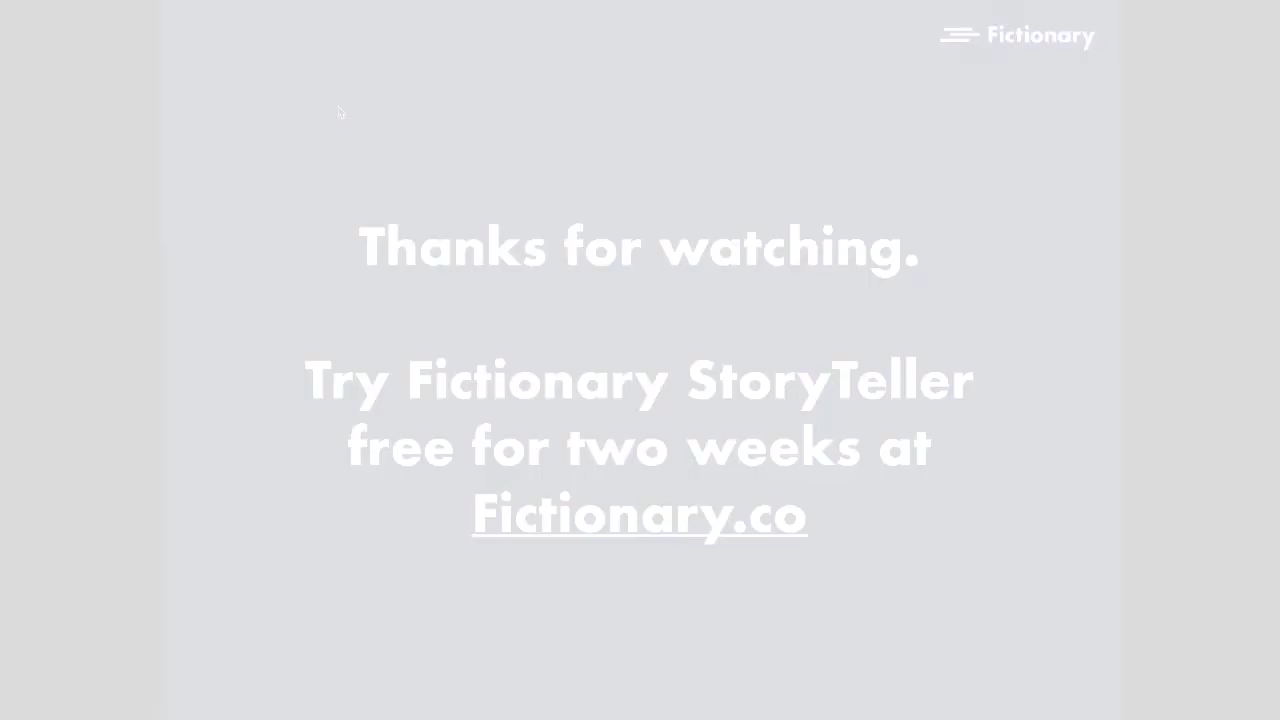 Fictionary
Thanks for watching.
Try Fictionary StoryTeller
free for two weeks at
Fictionary.co